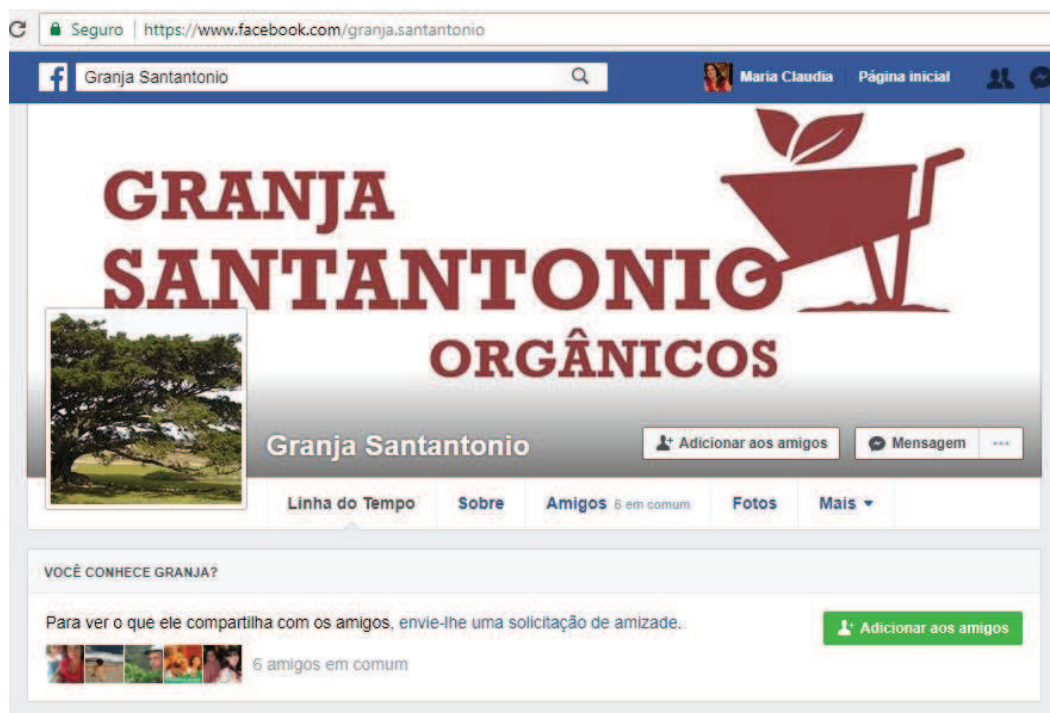 Seguro | https://www.facebook.com/granja.santantonio
Granja Santantonio
Maria Claudia
Página inicial
GRANJA
SANTANTONIO
ORGÂNICOS
Granja Santantonio
Adicionar aos amigos
Mensagem
...
Linha do Tempo
Sobre
Amigos 6 em comum
Fotos
Mais
VOCÊ CONHECE GRANJA?
Para ver o que ele compartilha com os amigos, envie-lhe uma solicitação de amizade.
Adicionar aos amigos
6 amigos em comum